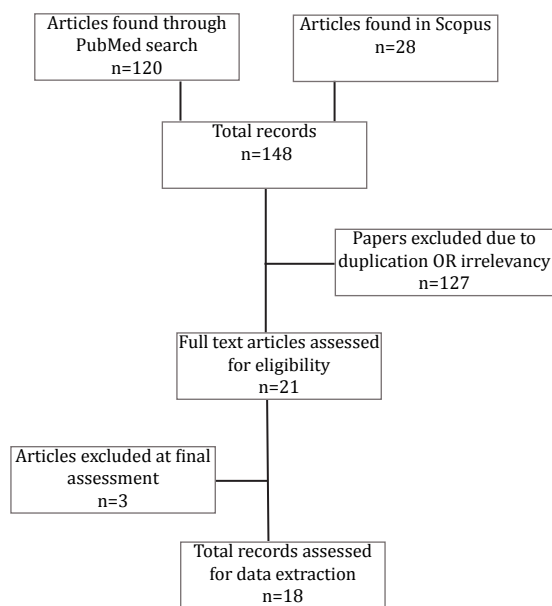 Articles found through
PubMed search
n=120
Articles found in Scopus
n=28
Total records
n=148
Papers excluded due to
duplication OR irrelevancy
n=127
Full text articles assessed
for eligibility
n=21
Articles excluded at final
assessment
n=3
Total records assessed
for data extraction
n=18